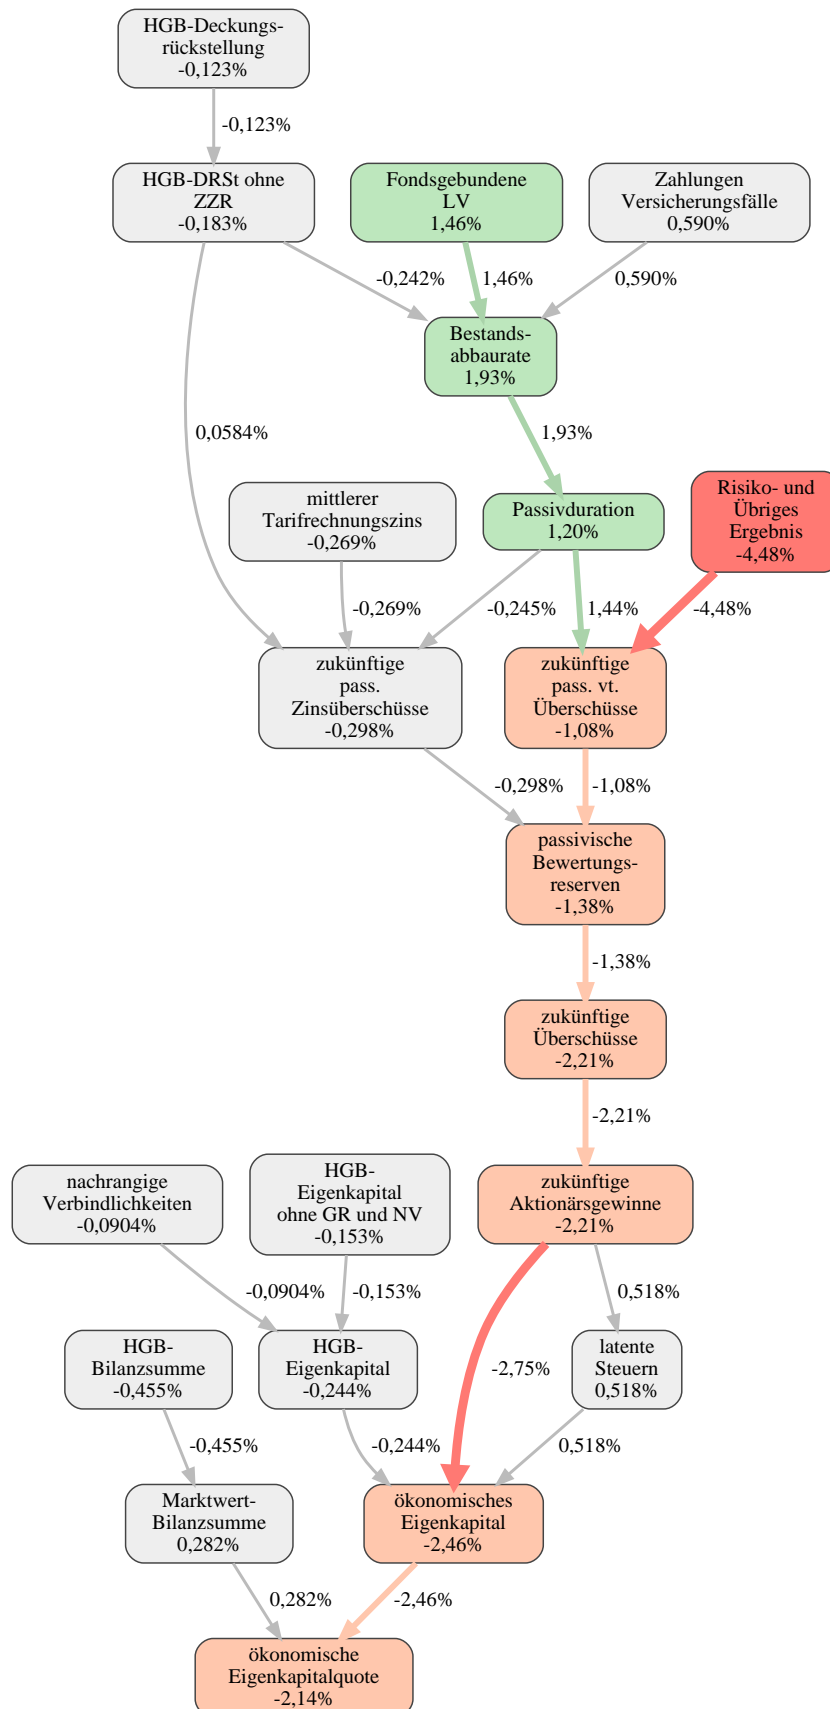 HGB-Deckungs-
rückstellung
-0,123%
-0,123%
HGB-DRSt ohne
ZZR
-0,183%
Fondsgebundene
LV
1,46%
Zahlungen
Versicherungsfälle
0,590%
-0,242%
1,46%
0,590%
Bestands-
abbaurate
1,93%
0,0584%
1,93%
mittlerer
Tarifrechnungszins
-0,269%
Passivduration
1,20%
Risiko- und
Übriges
Ergebnis
-4,48%
-0,269%
-0,245%
1,44%
-4,48%
zukünftige
pass.
Zinsüberschüsse
-0,298%
zukünftige
pass. vt.
Überschüsse
-1,08%
-0,298%
-1,08%
passivische
Bewertungs-
reserven
-1,38%
-1,38%
zukünftige
Überschüsse
-2,21%
-2,21%
nachrangige
Verbindlichkeiten
-0,0904%
HGB-
Eigenkapital
ohne GR und NV
-0,153%
zukünftige
Aktionärsgewinne
-2,21%
-0,0904%
-0,153%
0,518%
HGB-
Bilanzsumme
-0,455%
HGB-
Eigenkapital
-0,244%
-2,75%
latente
Steuern
0,518%
-0,455%
-0,244%
0,518%
Marktwert-
Bilanzsumme
0,282%
ökonomisches
Eigenkapital
-2,46%
0,282%
-2,46%
ökonomische
Eigenkapitalquote
-2,14%